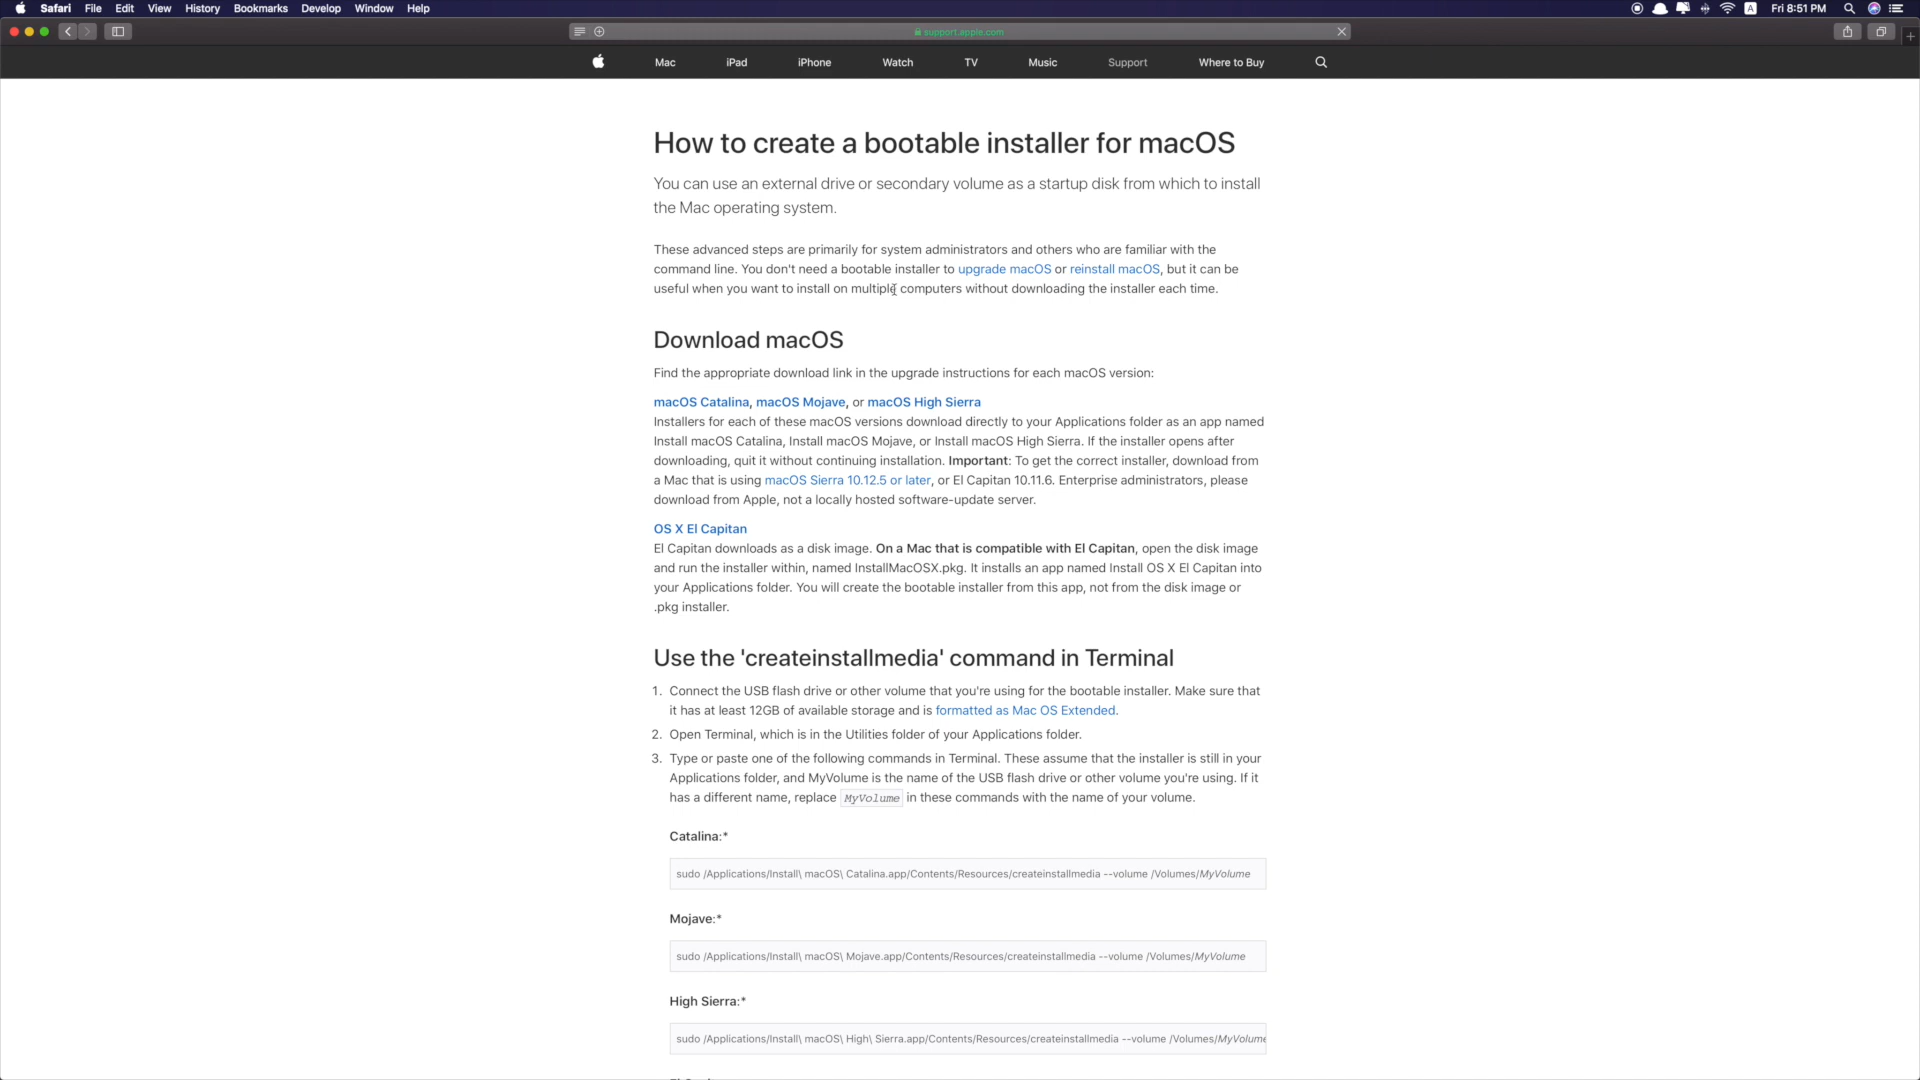 Safari File Edit View History Bookmarks Develop Window Help
A Fri 8:51 PM
support.apple.com
Mac iPad iPhone Watch TV Music Support Where to Buy
How to create a bootable installer for macOS
You can use an external drive or secondary volume as a startup disk from which to install
the Mac operating system.
These advanced steps are primarily for system administrators and others who are familiar with the
command line. You don't need a bootable installer to upgrade macOS or reinstall macOS, but it can be
useful when you want to install on multiple computers without downloading the installer each time.
Download macOS
Find the appropriate download link in the upgrade instructions for each macOS version:
macOS Catalina, macOS Mojave, or macOS High Sierra
Installers for each of these macOS versions download directly to your Applications folder as an app named
Install macOS Catalina, Install macOS Mojave, or Install macOS High Sierra. If the installer opens after
downloading, quit it without continuing installation. Important: To get the correct installer, download from
a Mac that is using macOS Sierra 10.12.5 or later, or El Capitan 10.11.6. Enterprise administrators, please
download from Apple, not a locally hosted software-update server.
OS X El Capitan
El Capitan downloads as a disk image. On a Mac that is compatible with El Capitan, open the disk image
and run the installer within, named InstallMacOSX.pkg. It installs an app named Install OS X El Capitan into
your Applications folder. You will create the bootable installer from this app, not from the disk image or
.pkg installer.
Use the 'createinstallmedia' command in Terminal
1. Connect the USB flash drive or other volume that you're using for the bootable installer. Make sure that
it has at least 12GB of available storage and is formatted as Mac OS Extended.
2. Open Terminal, which is in the Utilities folder of your Applications folder.
3. Type or paste one of the following commands in Terminal. These assume that the installer is still in your
Applications folder, and MyVolume is the name of the USB flash drive or other volume you're using. If it
has a different name, replace MyVolume in these commands with the name of your volume.
Catalina:*
sudo /Applications/Install\ macOS\ Catalina.app/Contents/Resources/createinstallmedia --volume /Volumes/MyVolume
Mojave:*
sudo /Applications/Install\ macOS\ Mojave.app/Contents/Resources/createinstallmedia --volume /Volumes/MyVolume
High Sierra:*
sudo /Applications/Install\ macOS\ High\ Sierra.app/Contents/Resources/createinstallmedia --volume /Volumes/MyVolume